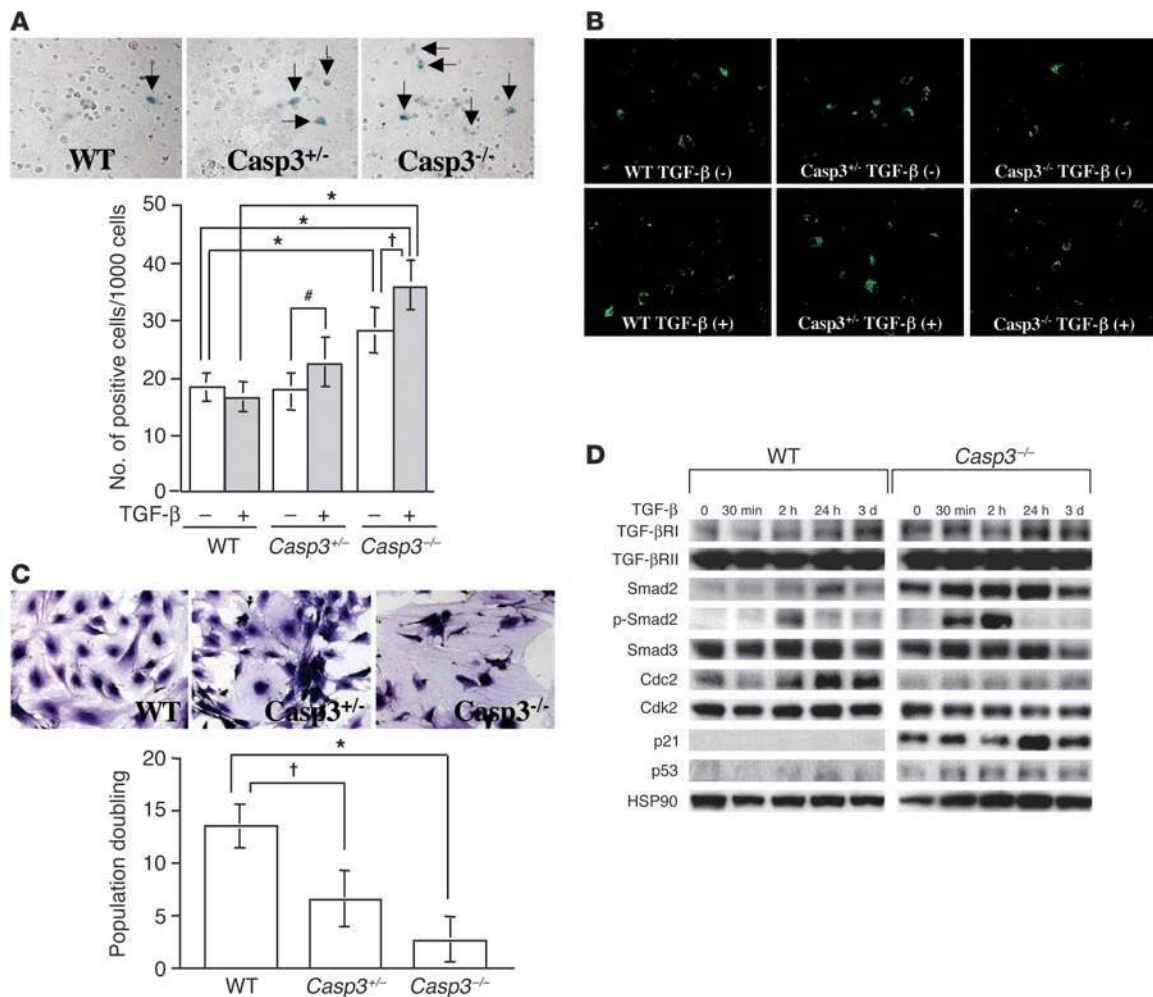 A
WT Casp3+/- Casp3-/-
No. of positive cells/1000 cells
50
40
30
20
10
0
*
*
*
†
#
TGF-β – + – + – +
WT Casp3+/– Casp3–/–
B
WT TGF-β (-) Casp3+/- TGF-β (-) Casp3-/- TGF-β (-)
WT TGF-β (+) Casp3+/- TGF-β (+) Casp3-/- TGF-β (+)
C
WT Casp3+/- Casp3-/-
Population doubling
20
15
10
5
0
*
†
WT Casp3+/– Casp3–/–
D
WT Casp3–/–
TGF-β 0 30 min 2 h 24 h 3 d 0 30 min 2 h 24 h 3 d
TGF-βRI
TGF-βRII
Smad2
p-Smad2
Smad3
Cdc2
Cdk2
p21
p53
HSP90